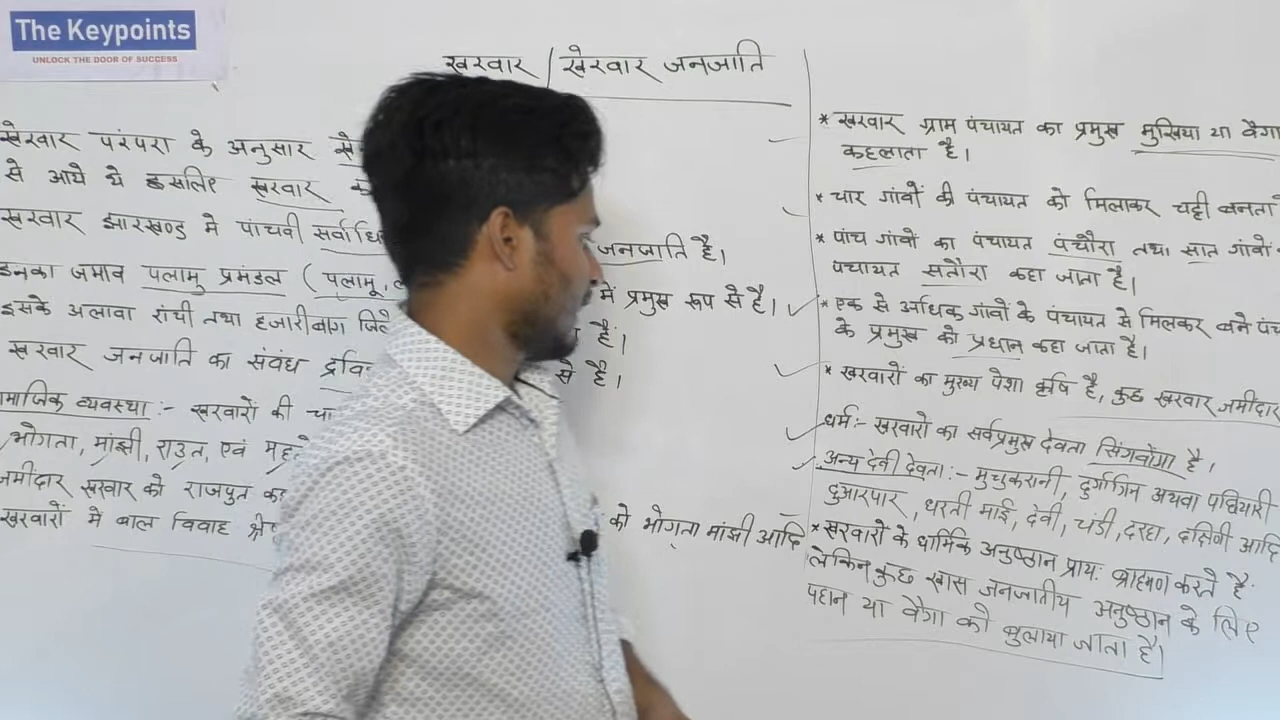 The Keypoints
UNLOCK THE DOOR OF SUCCESS
खरवार / खेरवार जनजाति
खेरवार परंपरा के अनुसार
से आये थे इसलिए खरवार
खरवार झारखण्ड मे पांचवी जनजाति है।
इनका जमाव पलामु प्रमंडल ( पलामू, में प्रमुख रूप से है।
इसके अलावा रांची तथा हजारीबाग जिले हैं।
खरवार जनजाति का संबंध से है।
व्यवस्था :- खरवारों की
भोगता, मांझी, राउत, एवं
जमींदार खरवार को राजपुत को भोगता मांझी आदि
खरवारों मे बाल विवाह
* खरवार ग्राम पंचायत का प्रमुख मुखिया या वैगा
कहलाता है।
* चार गांवों की पंचायत को मिलाकर चट्टी बनता
* पांच गांवों का पंचायत पंचौरा तथा सात गांवों
पंचायत सतौरा कहा जाता है।
* एक से अधिक गांवों के पंचायत से मिलकर बने
के प्रमुख को प्रधान कहा जाता है।
* खरवारों का मुख्य पेशा कृषि है, कुछ खरवार जमींदार
धर्म:- खरवारों का सर्वप्रमुख देवता सिंगबोंगा है।
अन्य देवी देवता:- मुचुकरानी, अथवा
दुआरपार, धरती माई, देवी, चंडी, दरहा, दक्षिणी आदि
* खरवारों के धार्मिक अनुष्ठान प्राय: ब्राह्मण करते हैं
लेकिन कुछ खास जनजातीय अनुष्ठान के लिए
पहान या वैगा को बुलाया जाता है।